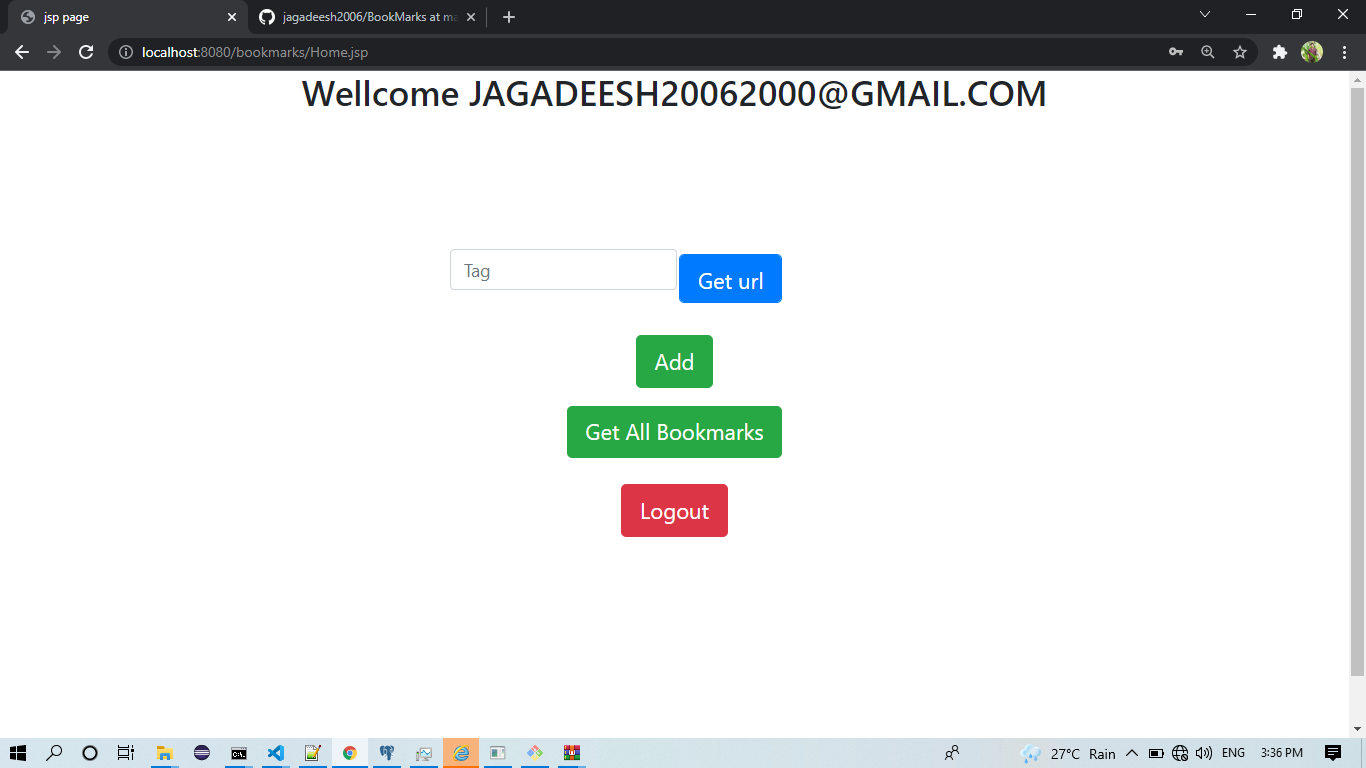 jsp page
jagadeesh2006/BookMarks at ma
localhost:8080/bookmarks/Home.jsp
Wellcome JAGADEESH20062000@GMAIL.COM
Tag
Get url
Add
Get All Bookmarks
Logout
27°C Rain
ENG
3:36 PM